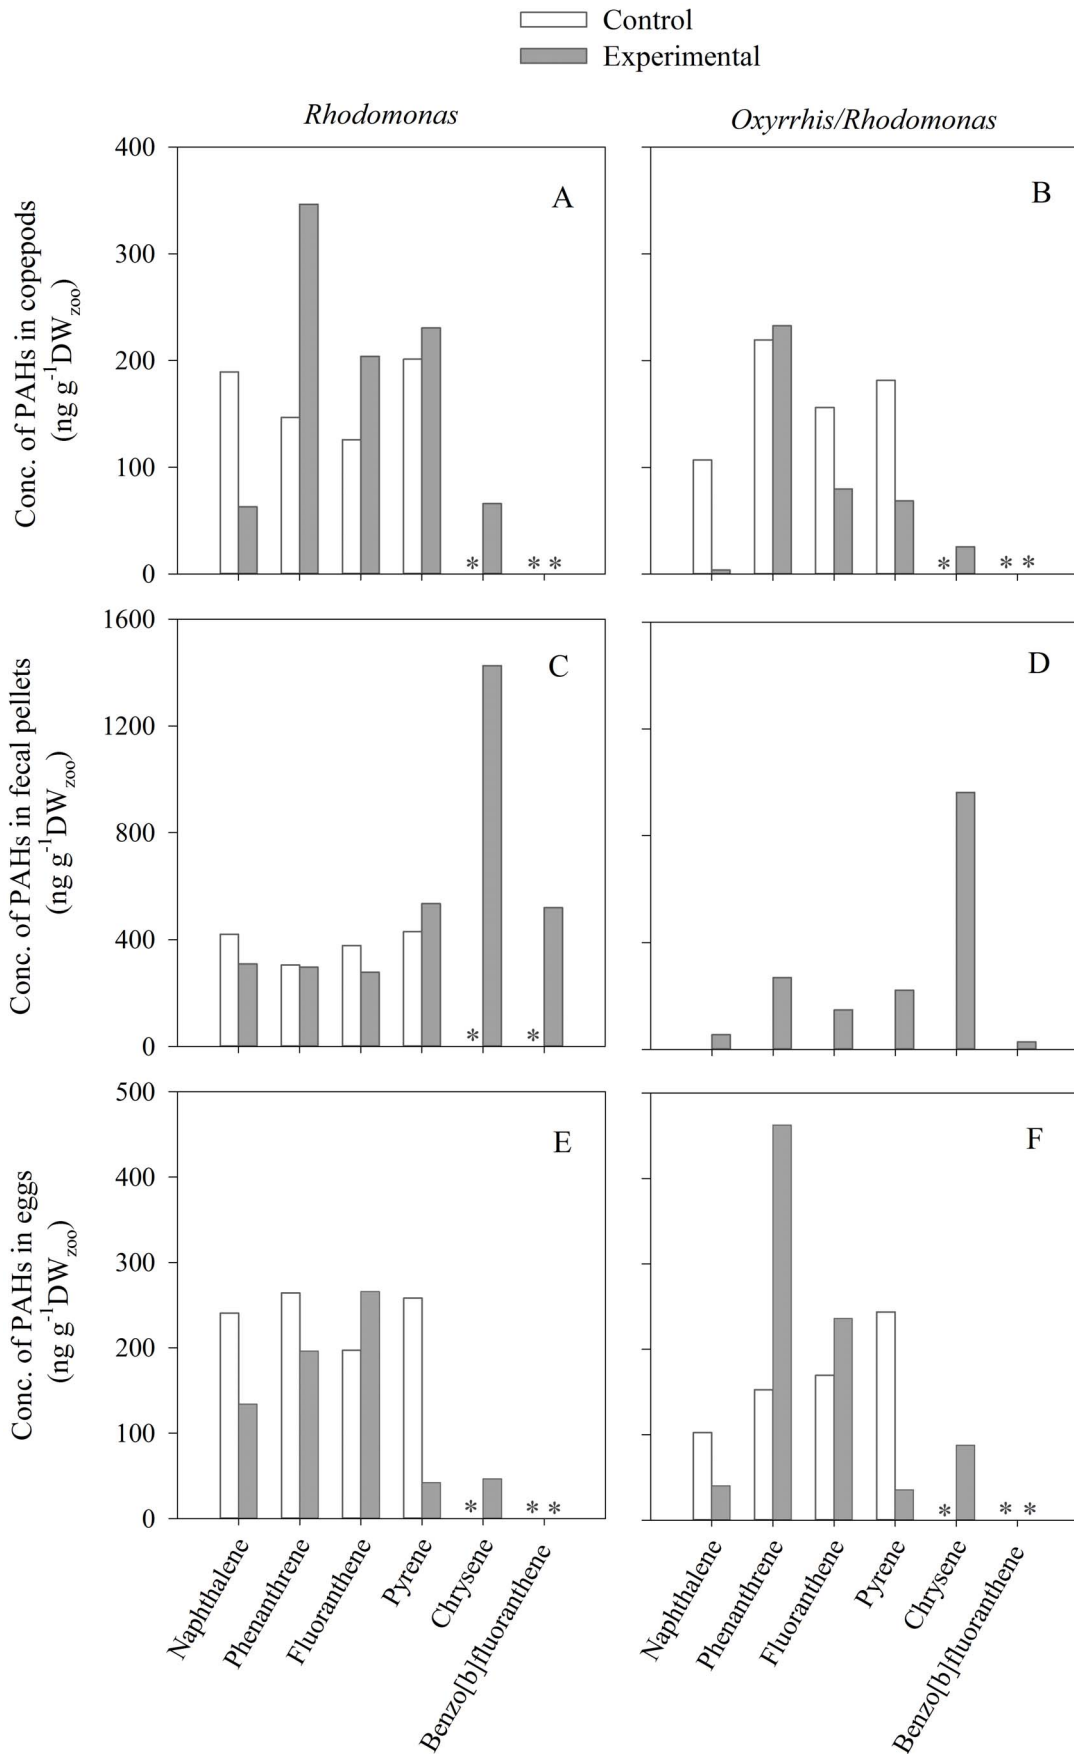 Control
Experimental
Rhodomonas
Oxyrrhis/Rhodomonas
Conc. of PAHs in copepods
(ng g-1DWzoo)
400
300
200
100
0
A
* * *
B
* * *
Conc. of PAHs in fecal pellets
(ng g-1DWzoo)
1600
1200
800
400
0
C
* *
D
Conc. of PAHs in eggs
(ng g-1DWzoo)
500
400
300
200
100
0
E
* * *
F
* * *
Naphthalene
Phenanthrene
Fluoranthene
Pyrene
Chrysene
Benzo[b]fluoranthene
Naphthalene
Phenanthrene
Fluoranthene
Pyrene
Chrysene
Benzo[b]fluoranthene